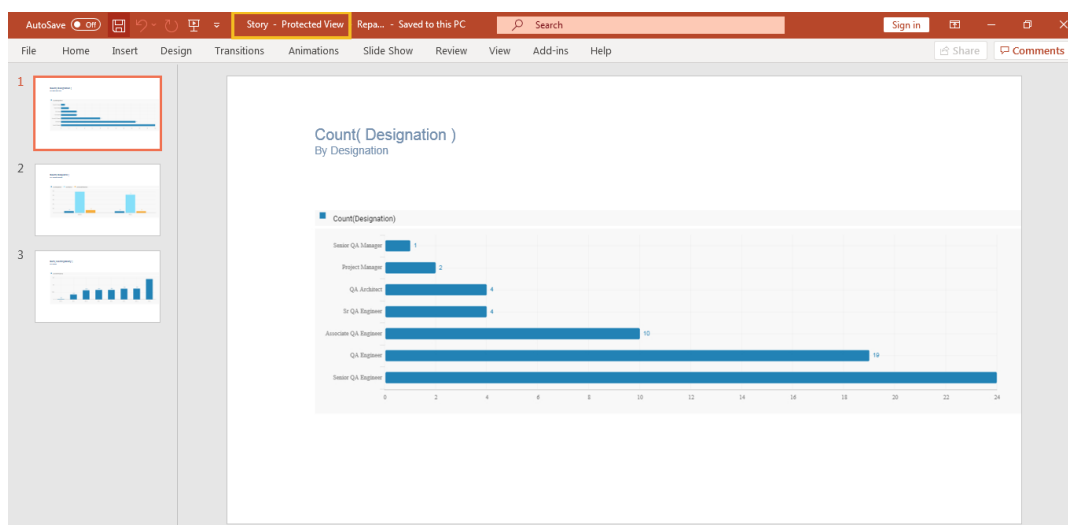 AutoSave Off Story - Protected View Repa... - Saved to this PC Search Sign in
File Home Insert Design Transitions Animations Slide Show Review View Add-ins Help Share Comments
1
2
3
Count( Designation )
By Designation
Count(Designation)
Senior QA Manager 1
Project Manager 2
QA Architect 4
Sr QA Engineer 4
Associate QA Engineer 10
QA Engineer 19
Senior QA Engineer
0 2 4 6 8 10 12 14 16 18 20 22 24